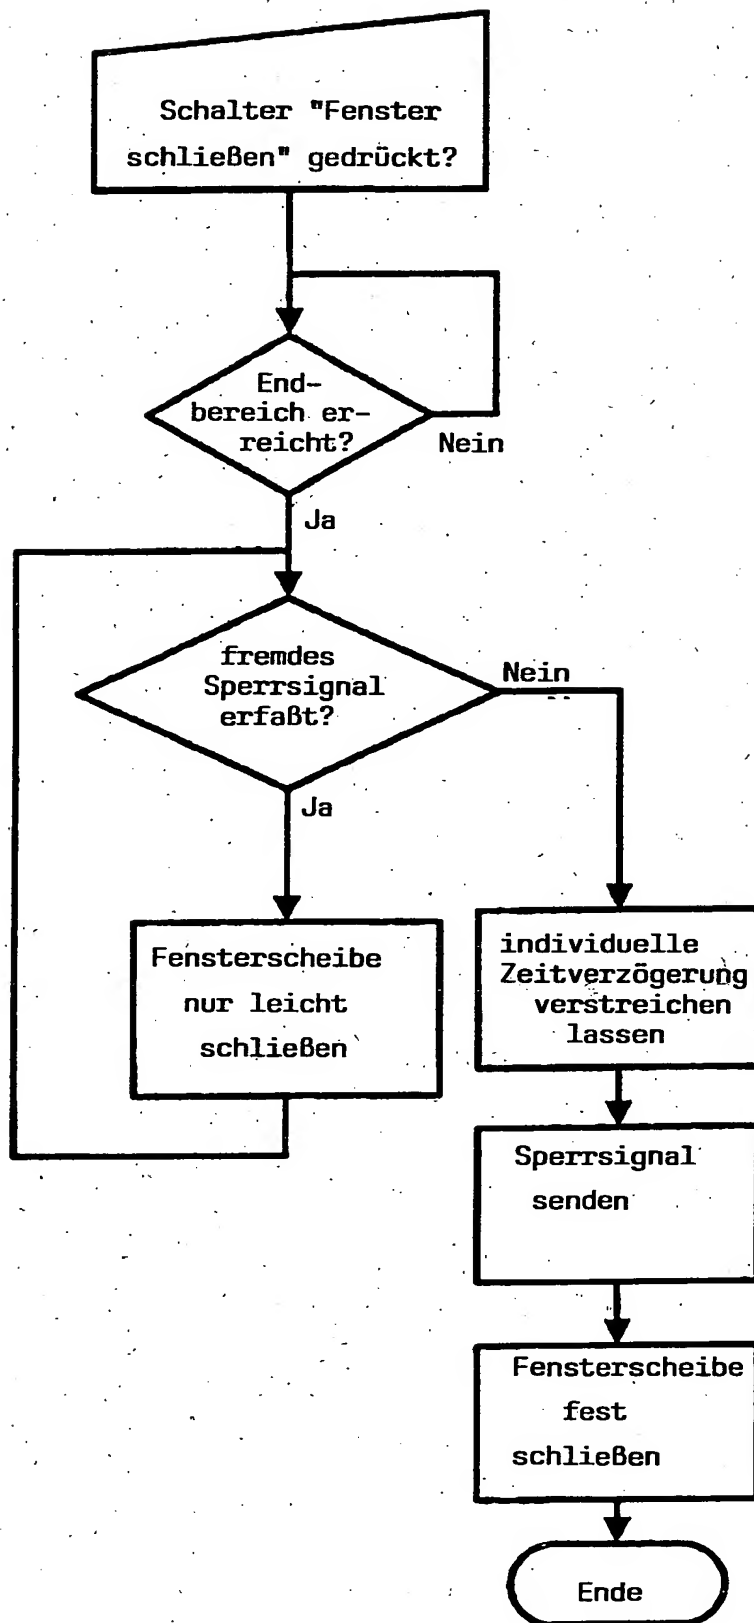 Schalter "Fenster
schließen" gedrückt?
End-
bereich er-
reicht?
Nein
Ja
fremdes
Sperrsignal
erfaßt?
Nein
Ja
Fensterscheibe
nur leicht
schließen
individuelle
Zeitverzögerung
verstreichen
lassen
Sperrsignal
senden
Fensterscheibe
fest
schließen
Ende